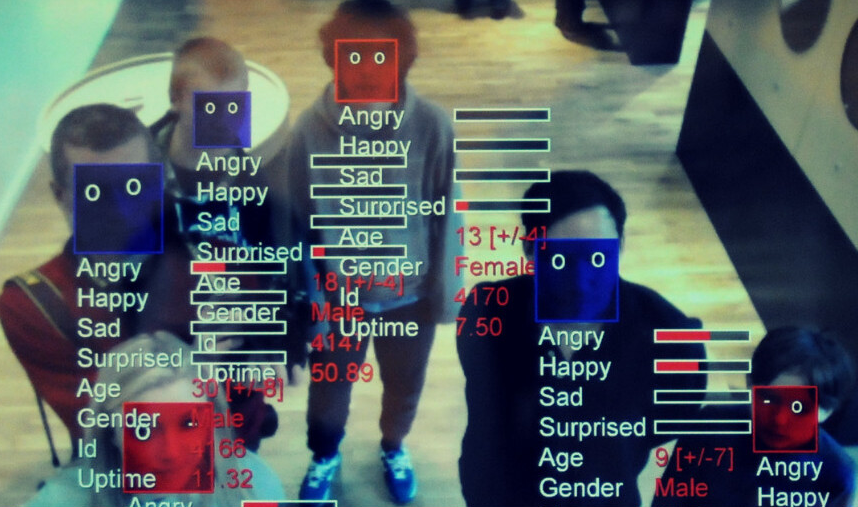 Angry
Happy
Sad
Surprised
Age
Gender
Id
Uptime
13 [+/-4]
Female
4170
7.50
Angry
Happy
Sad
Surprised
Age
Gender
Id
Uptime
18 [+/-4]
Male
4147
50.89
Angry
Happy
Sad
Surprised
Age
Gender
Id
Uptime
30 [+/-8]
Male
4166
11.32
Angry
Happy
Sad
Surprised
Age
Gender
9 [+/-7]
Male
Angry
Happy
Angry